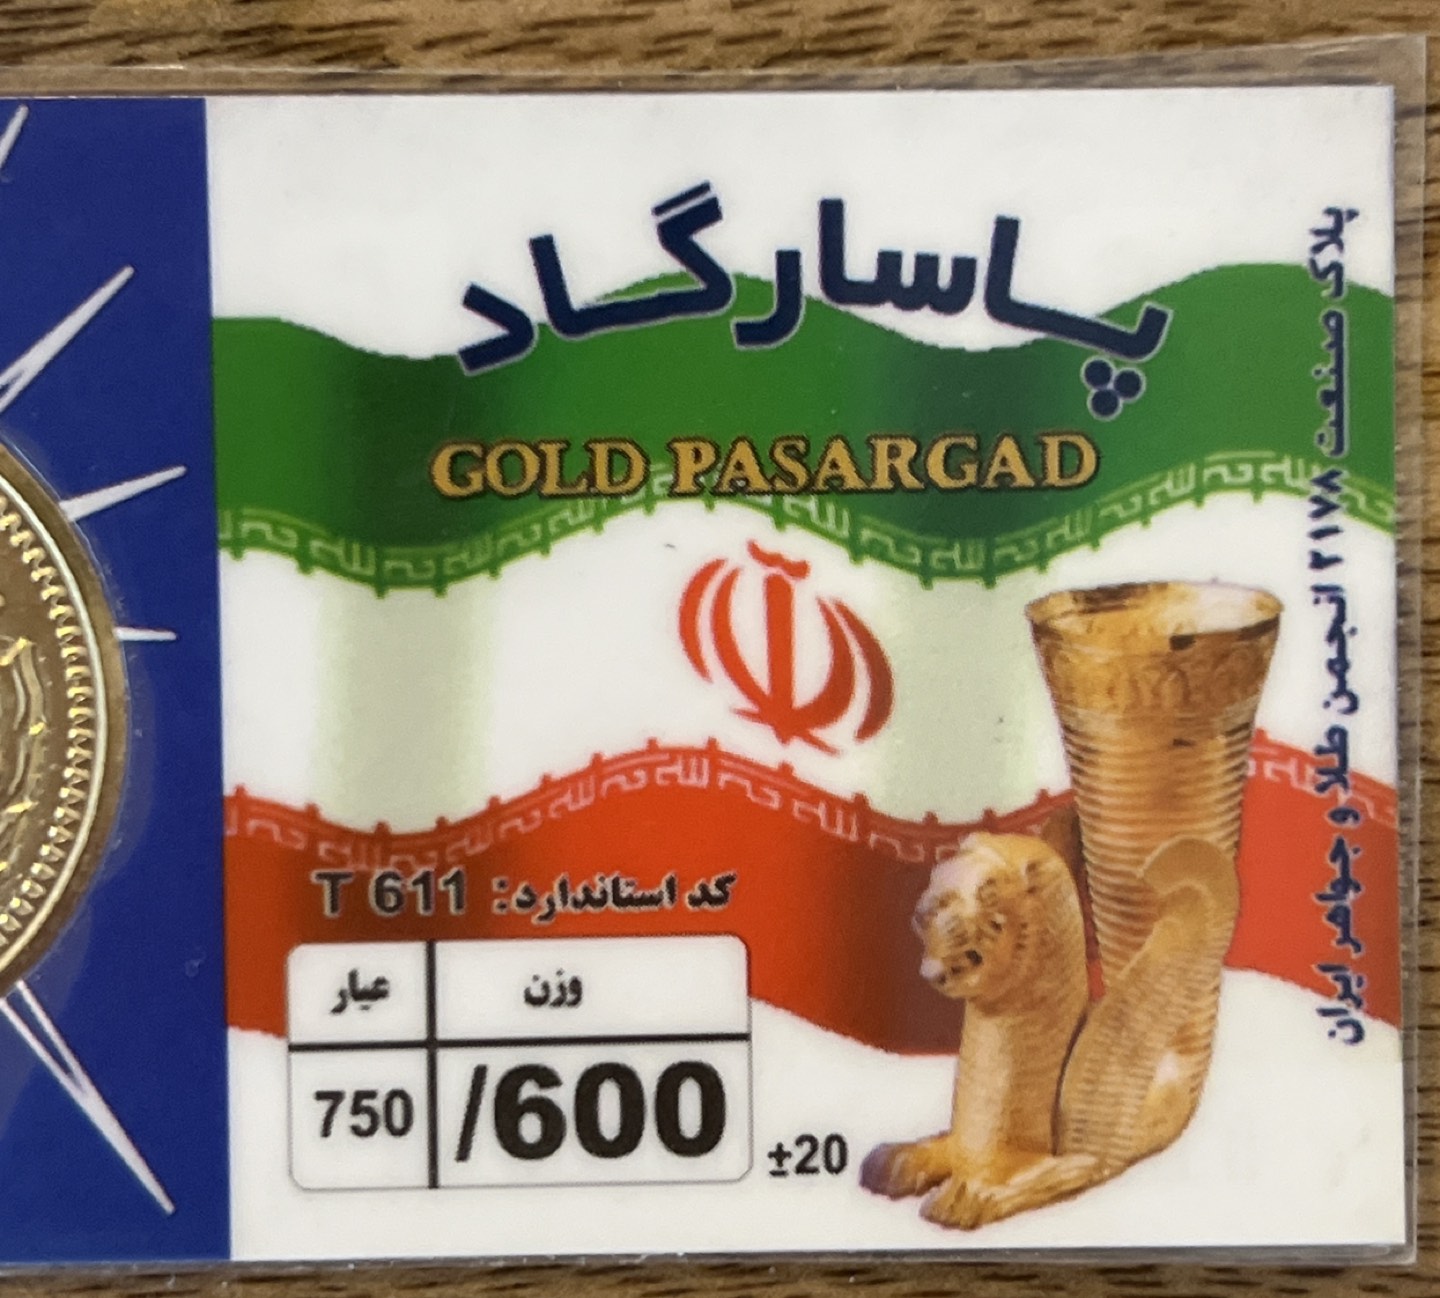 پاسارگاد
GOLD PASARGAD
پلاک صنعت ۲۱۷۸ انجمن طلا و جواهر ایران
کد استاندارد: T 611
وزن عیار
/600 750
±20